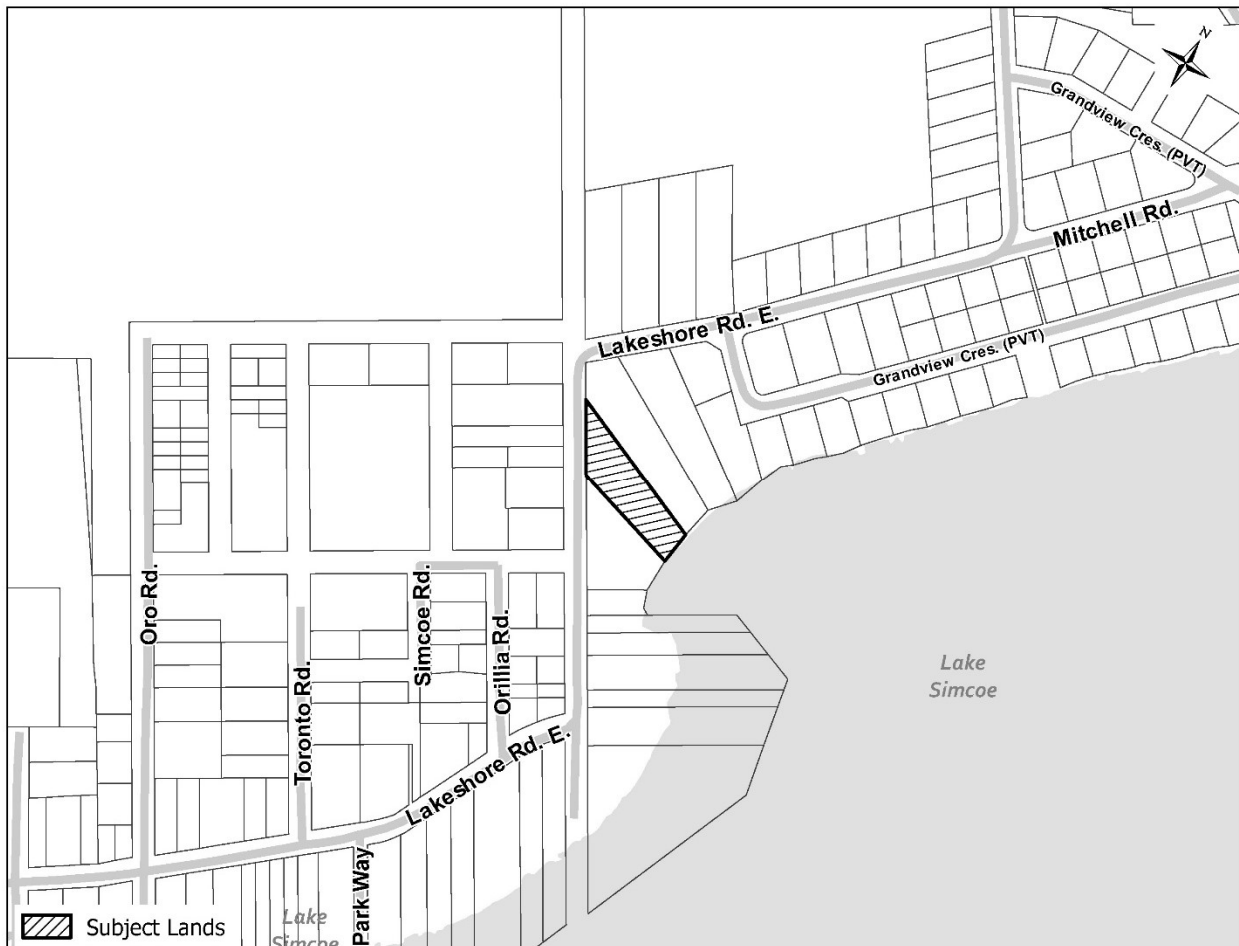 N
Grandview Cres. (PVT)
Mitchell Rd.
Lakeshore Rd. E.
Grandview Cres. (PVT)
Oro Rd.
Simcoe Rd.
Orillia Rd.
Toronto Rd.
Lake
Simcoe
Lakeshore Rd. E.
Park Way
Lake
Simcoe
Subject Lands